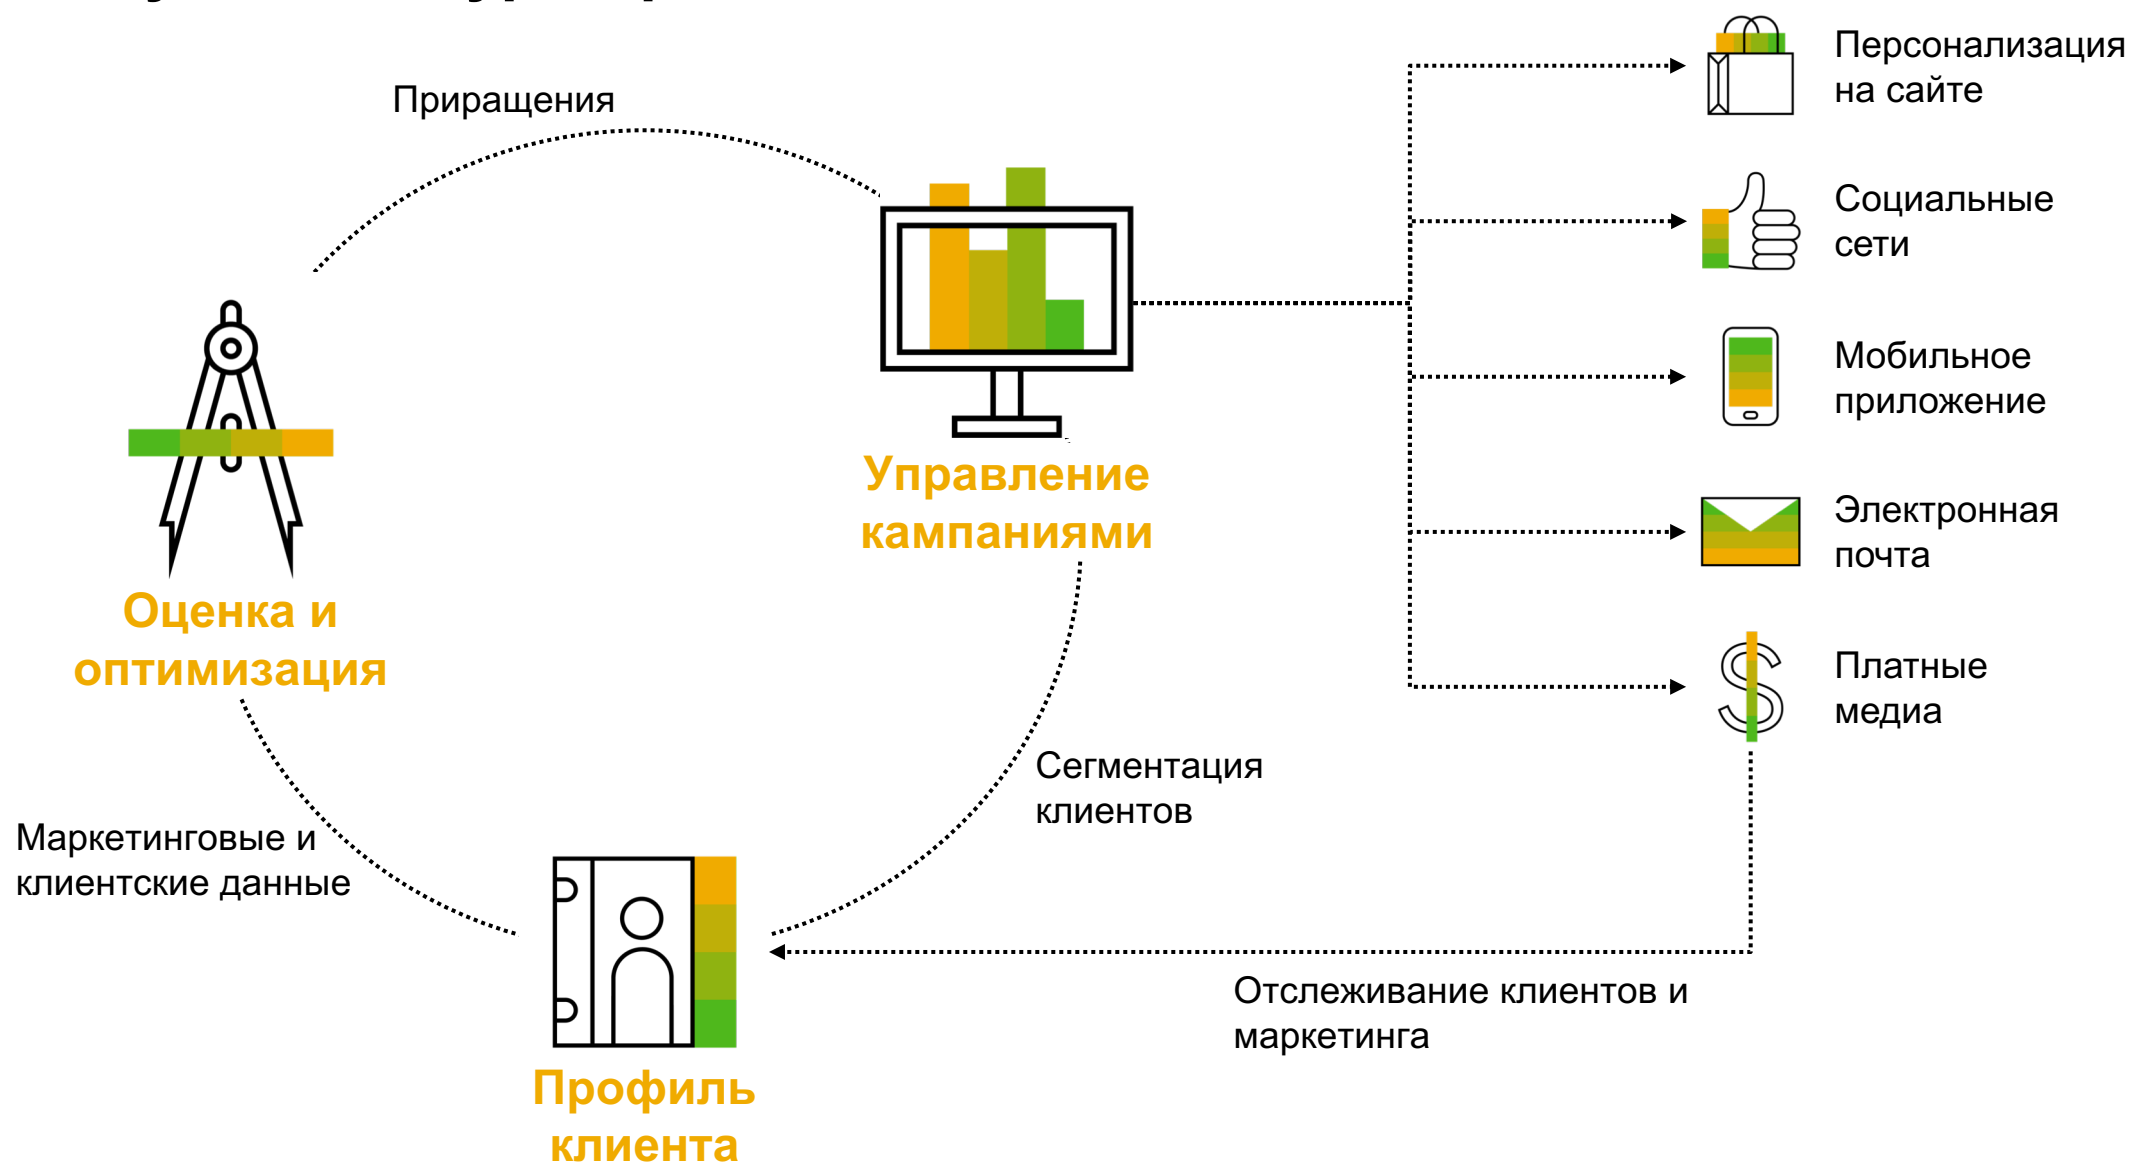 Приращения
Персонализация
на сайте
Социальные
сети
Мобильное
приложение
Управление
кампаниями
Электронная
почта
Оценка и
оптимизация
Платные
медиа
Сегментация
клиентов
Маркетинговые и
клиентские данные
Отслеживание клиентов и
маркетинга
Профиль
клиента